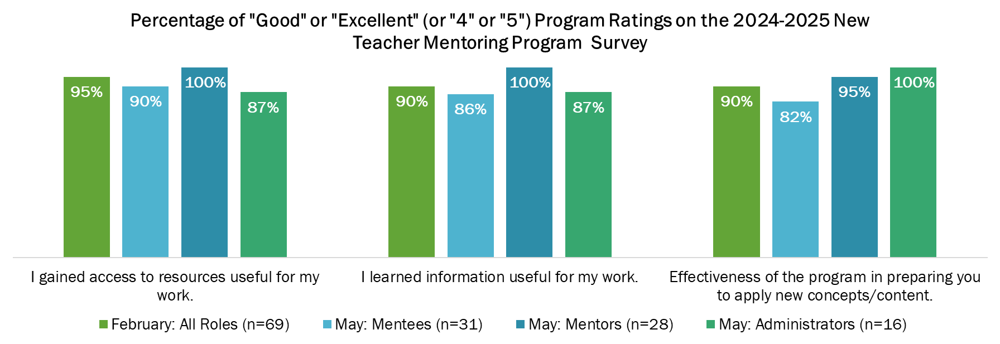 Percentage of "Good" or "Excellent" (or "4" or "5") Program Ratings on the 2024-2025 New
Teacher Mentoring Program Survey
95%
90%
100%
87%
90%
86%
100%
87%
90%
82%
95%
100%
I gained access to resources useful for my
work.
I learned information useful for my work.
Effectiveness of the program in preparing you
to apply new concepts/content.
February: All Roles (n=69)
May: Mentees (n=31)
May: Mentors (n=28)
May: Administrators (n=16)